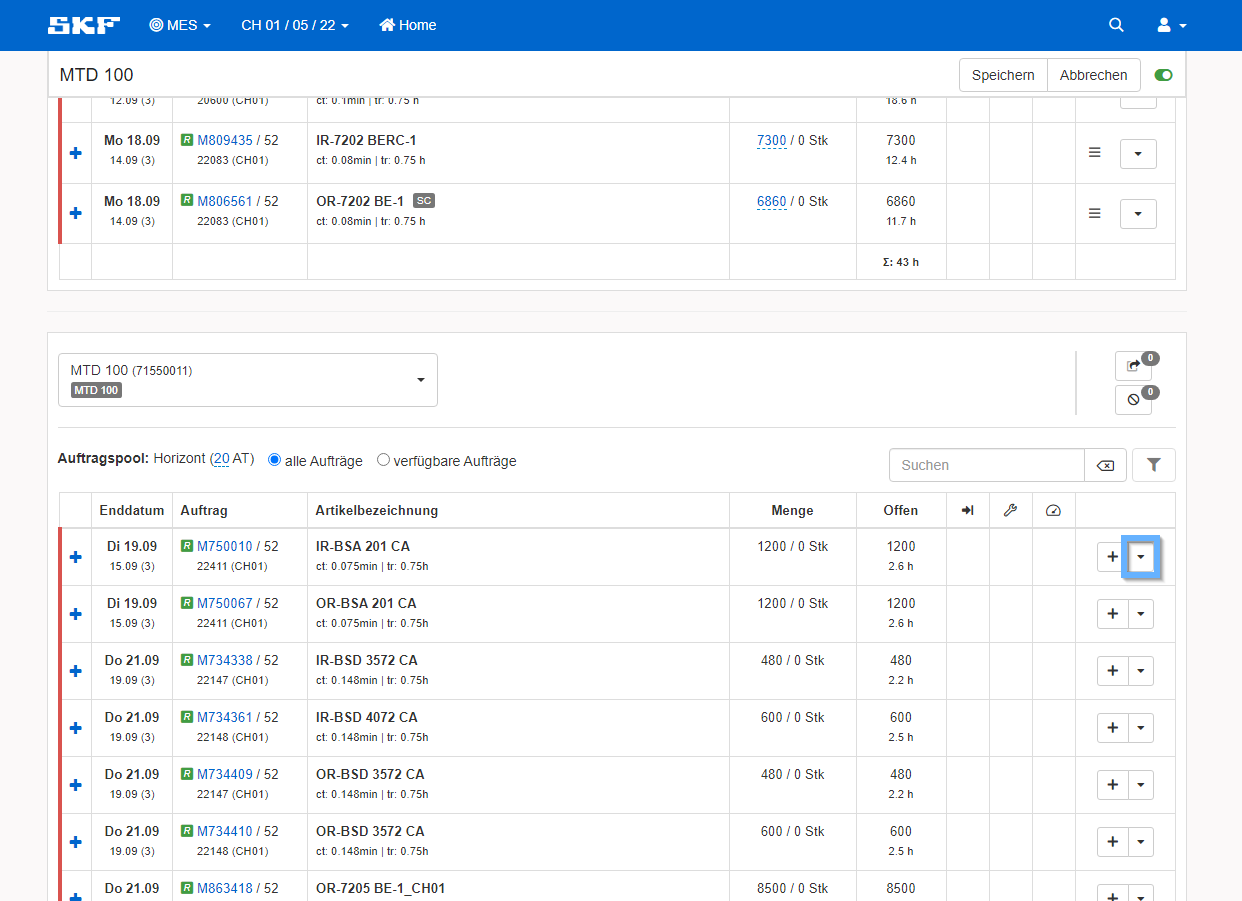 SKF MES CH 01 / 05 / 22 Home
MTD 100 Speichern Abbrechen
12.09 (3) 20600 (CH01) ct: 0.1min | tr: 0.75 h 18.6 h
Mo 18.09 R M809435 / 52 IR-7202 BERC-1 7300 / 0 Stk 7300
14.09 (3) 22083 (CH01) ct: 0.08min | tr: 0.75 h 12.4 h
Mo 18.09 R M806561 / 52 OR-7202 BE-1 SC 6860 / 0 Stk 6860
14.09 (3) 22083 (CH01) ct: 0.08min | tr: 0.75 h 11.7 h
Σ: 43 h
MTD 100 (71550011) 0
MTD 100 0
Auftragspool: Horizont (20 AT) alle Aufträge verfügbare Aufträge Suchen
Enddatum Auftrag Artikelbezeichnung Menge Offen
Di 19.09 R M750010 / 52 IR-BSA 201 CA 1200 / 0 Stk 1200
15.09 (3) 22411 (CH01) ct: 0.075min | tr: 0.75h 2.6 h
Di 19.09 R M750067 / 52 OR-BSA 201 CA 1200 / 0 Stk 1200
15.09 (3) 22411 (CH01) ct: 0.075min | tr: 0.75h 2.6 h
Do 21.09 R M734338 / 52 IR-BSD 3572 CA 480 / 0 Stk 480
19.09 (3) 22147 (CH01) ct: 0.148min | tr: 0.75h 2.2 h
Do 21.09 R M734361 / 52 IR-BSD 4072 CA 600 / 0 Stk 600
19.09 (3) 22148 (CH01) ct: 0.148min | tr: 0.75h 2.5 h
Do 21.09 R M734409 / 52 OR-BSD 3572 CA 480 / 0 Stk 480
19.09 (3) 22147 (CH01) ct: 0.148min | tr: 0.75h 2.2 h
Do 21.09 R M734410 / 52 OR-BSD 3572 CA 600 / 0 Stk 600
19.09 (3) 22148 (CH01) ct: 0.148min | tr: 0.75h 2.5 h
Do 21.09 R M863418 / 52 OR-7205 BE-1_CH01 8500 / 0 Stk 8500